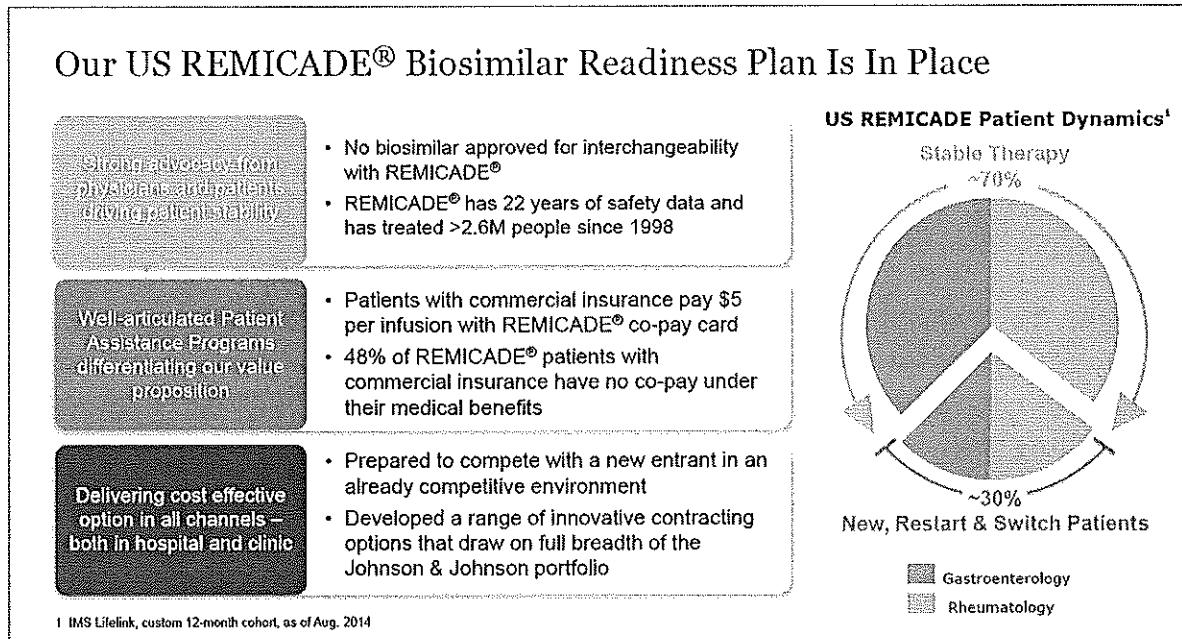 Our US REMICADE® Biosimilar Readiness Plan Is In Place
Strong advocacy from
physicians and patients
driving patient stability
• No biosimilar approved for interchangeability
with REMICADE®
• REMICADE® has 22 years of safety data and
has treated >2.6M people since 1998
Well-articulated Patient
Assistance Programs
differentiating our value
proposition
• Patients with commercial insurance pay $5
per infusion with REMICADE® co-pay card
• 48% of REMICADE® patients with
commercial insurance have no co-pay under
their medical benefits
Delivering cost effective
option in all channels –
both in hospital and clinic
• Prepared to compete with a new entrant in an
already competitive environment
• Developed a range of innovative contracting
options that draw on full breadth of the
Johnson & Johnson portfolio
US REMICADE Patient Dynamics¹
Stable Therapy
~70%
~30%
New, Restart & Switch Patients
Gastroenterology
Rheumatology
1 IMS Lifelink, custom 12-month cohort, as of Aug. 2014